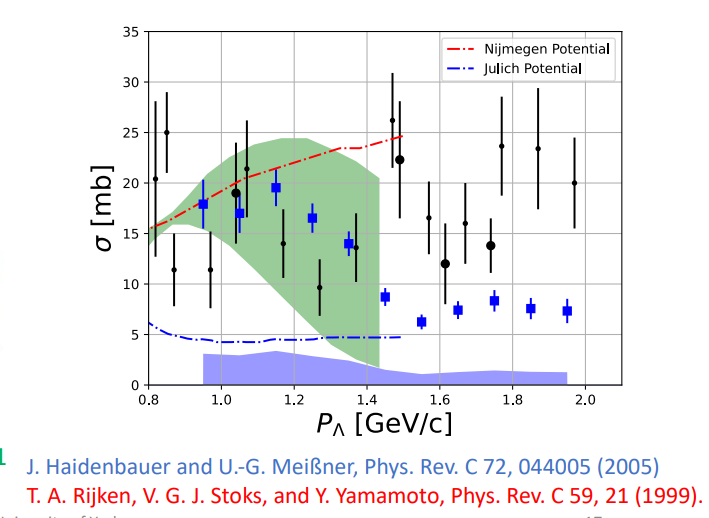 35
30
25
20
15
10
5
0
σ [mb]
Nijmegen Potential
Julich Potential
0.8 1.0 1.2 1.4 1.6 1.8 2.0
P_Λ [GeV/c]
1 J. Haidenbauer and U.-G. Meißner, Phys. Rev. C 72, 044005 (2005)
T. A. Rijken, V. G. J. Stoks, and Y. Yamamoto, Phys. Rev. C 59, 21 (1999).